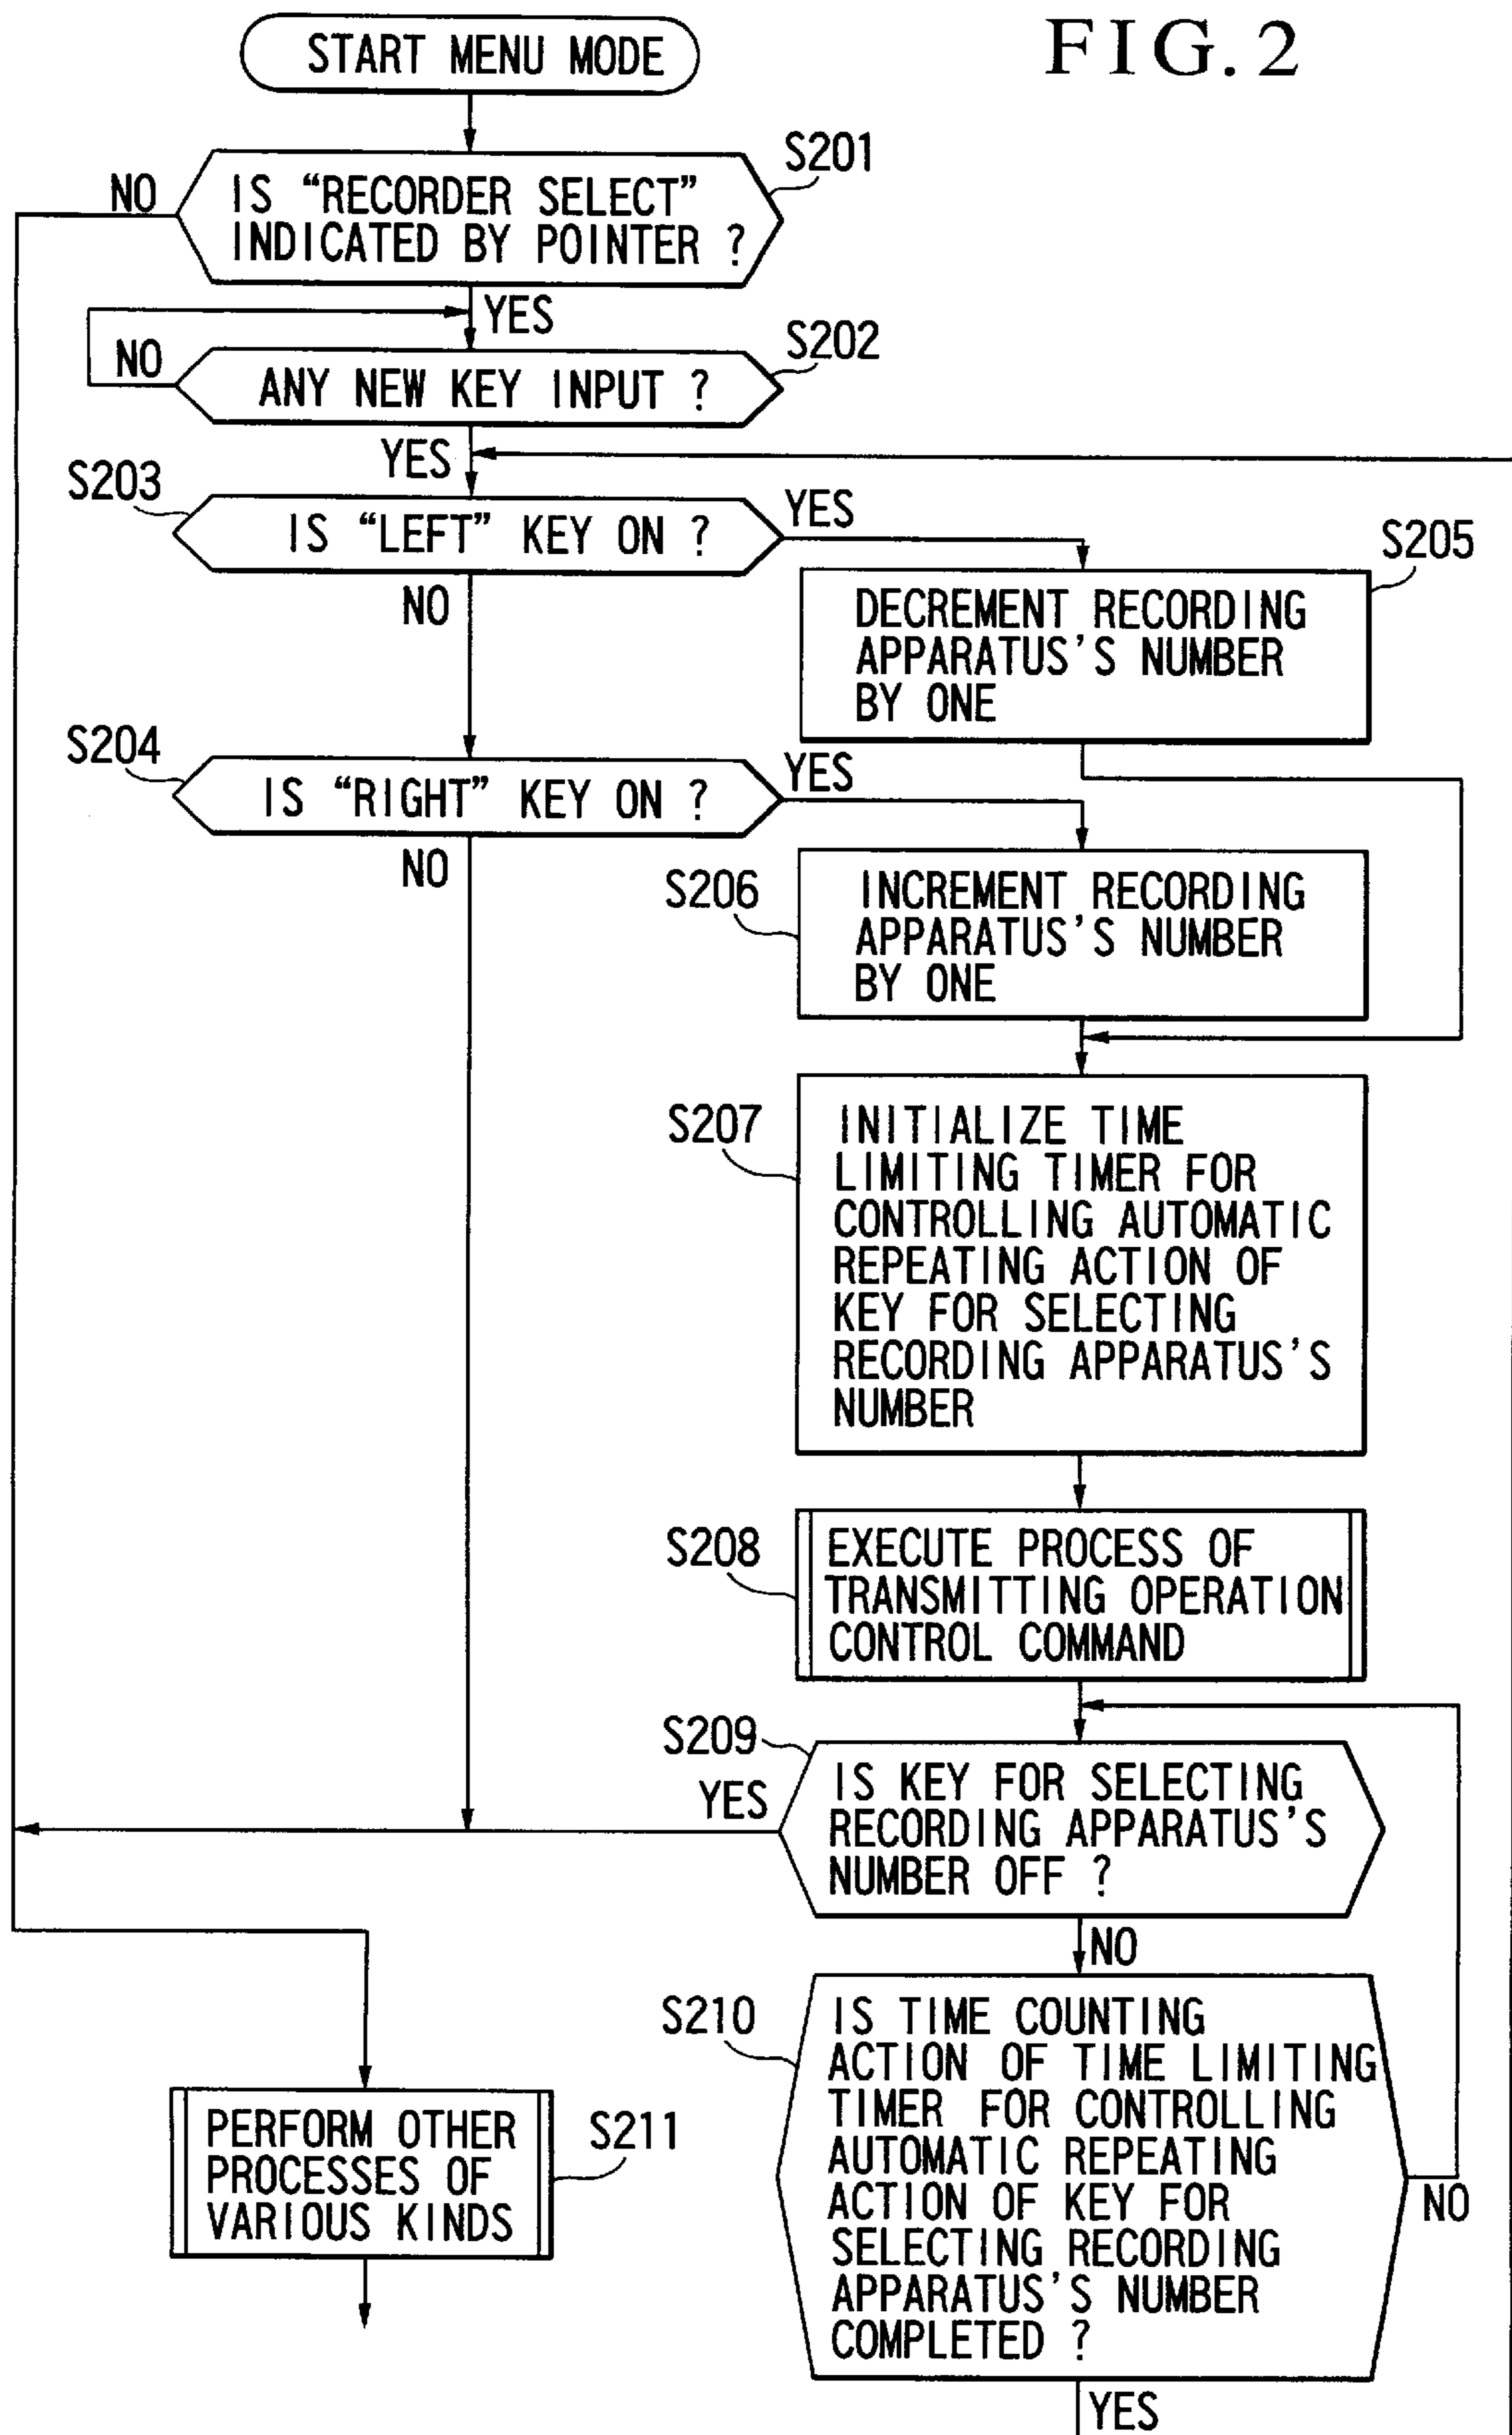 FIG. 2
START MENU MODE
S201
NO
IS “RECORDER SELECT”
INDICATED BY POINTER ?
YES
S202
NO
ANY NEW KEY INPUT ?
YES
S203
IS “LEFT” KEY ON ?
YES
NO
S205
DECREMENT RECORDING
APPARATUS'S NUMBER
BY ONE
S204
IS “RIGHT” KEY ON ?
YES
NO
S206
INCREMENT RECORDING
APPARATUS'S NUMBER
BY ONE
S207
INITIALIZE TIME
LIMITING TIMER FOR
CONTROLLING AUTOMATIC
REPEATING ACTION OF
KEY FOR SELECTING
RECORDING APPARATUS'S
NUMBER
S208
EXECUTE PROCESS OF
TRANSMITTING OPERATION
CONTROL COMMAND
S209
YES
IS KEY FOR SELECTING
RECORDING APPARATUS'S
NUMBER OFF ?
NO
S210
IS TIME COUNTING
ACTION OF TIME LIMITING
TIMER FOR CONTROLLING
AUTOMATIC REPEATING
ACTION OF KEY FOR
SELECTING RECORDING
APPARATUS'S NUMBER
COMPLETED ?
NO
YES
PERFORM OTHER
PROCESSES OF
VARIOUS KINDS
S211